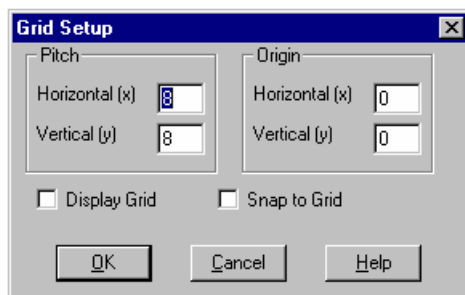 Grid Setup
Pitch
Horizontal (x) 8
Vertical (y) 8
Origin
Horizontal (x) 0
Vertical (y) 0
Display Grid
Snap to Grid
OK Cancel Help